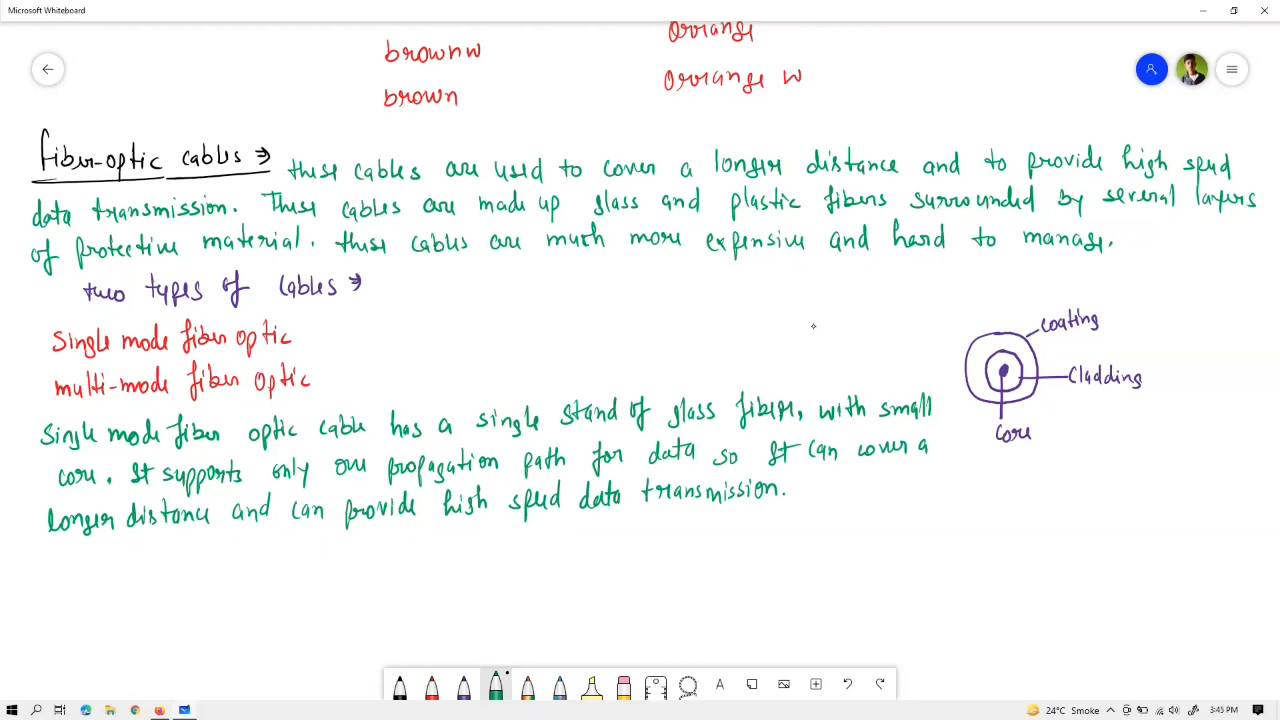 Microsoft Whiteboard
orrange
brown w
orrange w
brown
fiber-optic cables → these cables are used to cover a longer distance and to provide high speed
data transmission. These cables are made up glass and plastic fibers surrounded by several layers
of protective material. these cables are much more expensive and hard to manage.
two types of cables →
Single mode fiber optic
multi-mode fiber optic
coating
cladding
core
Single mode fiber optic cable has a single stand of glass fiber, with small
core. It supports only one propagation path for data so It can cover a
longer distance and can provide high speed data transmission.
A
24°C Smoke
3:45 PM